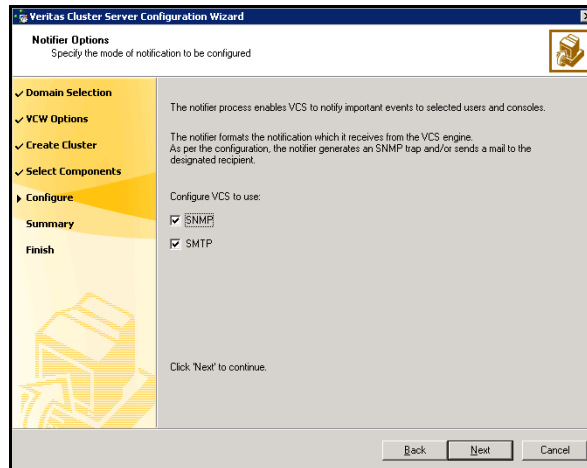 Veritas Cluster Server Configuration Wizard
Notifier Options
Specify the mode of notification to be configured
Domain Selection
VCW Options
Create Cluster
Select Components
Configure
Summary
Finish
The notifier process enables VCS to notify important events to selected users and consoles.
The notifier formats the notification which it receives from the VCS engine.
As per the configuration, the notifier generates an SNMP trap and/or sends a mail to the
designated recipient.
Configure VCS to use:
SNMP
SMTP
Click 'Next' to continue.
Back Next Cancel